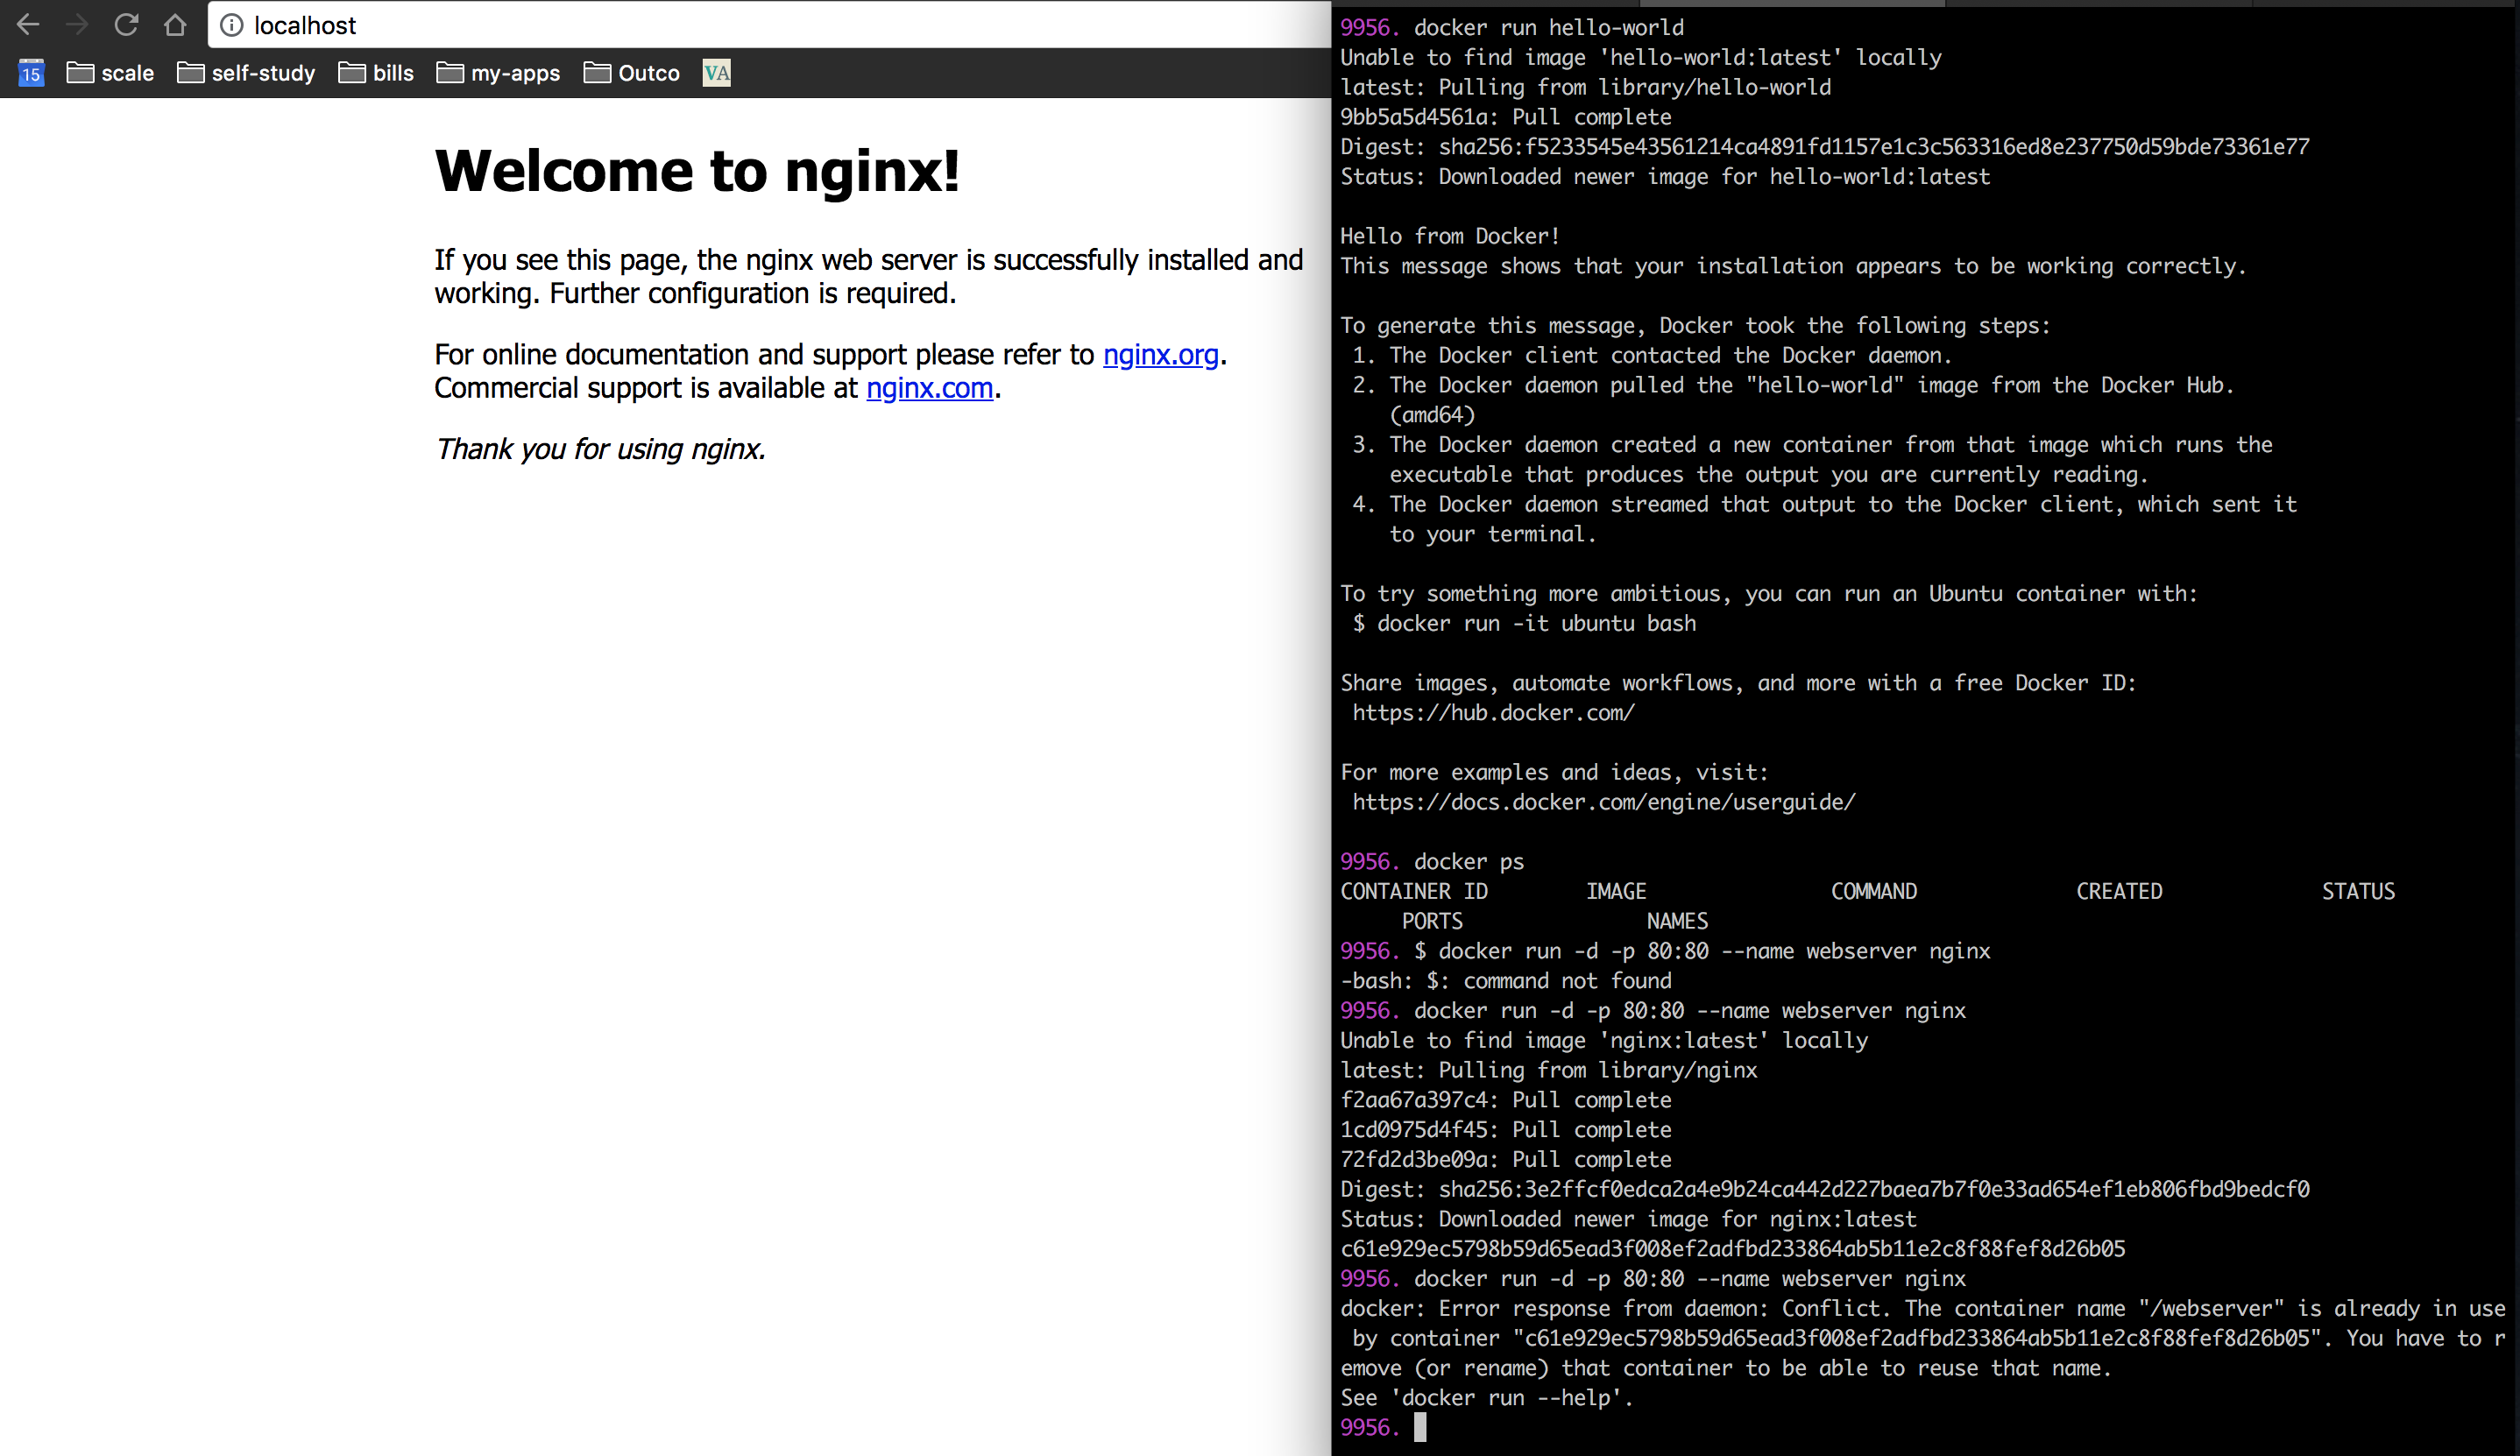 localhost
15 scale self-study bills my-apps Outco VA
Welcome to nginx!
If you see this page, the nginx web server is successfully installed and
working. Further configuration is required.
For online documentation and support please refer to nginx.org.
Commercial support is available at nginx.com.
Thank you for using nginx.
9956. docker run hello-world
Unable to find image 'hello-world:latest' locally
latest: Pulling from library/hello-world
9bb5a5d4561a: Pull complete
Digest: sha256:f5233545e43561214ca4891fd1157e1c3c563316ed8e237750d59bde73361e77
Status: Downloaded newer image for hello-world:latest
Hello from Docker!
This message shows that your installation appears to be working correctly.
To generate this message, Docker took the following steps:
1. The Docker client contacted the Docker daemon.
2. The Docker daemon pulled the "hello-world" image from the Docker Hub.
(amd64)
3. The Docker daemon created a new container from that image which runs the
executable that produces the output you are currently reading.
4. The Docker daemon streamed that output to the Docker client, which sent it
to your terminal.
To try something more ambitious, you can run an Ubuntu container with:
$ docker run -it ubuntu bash
Share images, automate workflows, and more with a free Docker ID:
https://hub.docker.com/
For more examples and ideas, visit:
https://docs.docker.com/engine/userguide/
9956. docker ps
CONTAINER ID IMAGE COMMAND CREATED STATUS
PORTS NAMES
9956. $ docker run -d -p 80:80 --name webserver nginx
-bash: $: command not found
9956. docker run -d -p 80:80 --name webserver nginx
Unable to find image 'nginx:latest' locally
latest: Pulling from library/nginx
f2aa67a397c4: Pull complete
1cd0975d4f45: Pull complete
72fd2d3be09a: Pull complete
Digest: sha256:3e2ffcf0edca2a4e9b24ca442d227baea7b7f0e33ad654ef1eb806fbd9bedcf0
Status: Downloaded newer image for nginx:latest
c61e929ec5798b59d65ead3f008ef2adfbd233864ab5b11e2c8f88fef8d26b05
9956. docker run -d -p 80:80 --name webserver nginx
docker: Error response from daemon: Conflict. The container name "/webserver" is already in use
by container "c61e929ec5798b59d65ead3f008ef2adfbd233864ab5b11e2c8f88fef8d26b05". You have to r
emove (or rename) that container to be able to reuse that name.
See 'docker run --help'.
9956.